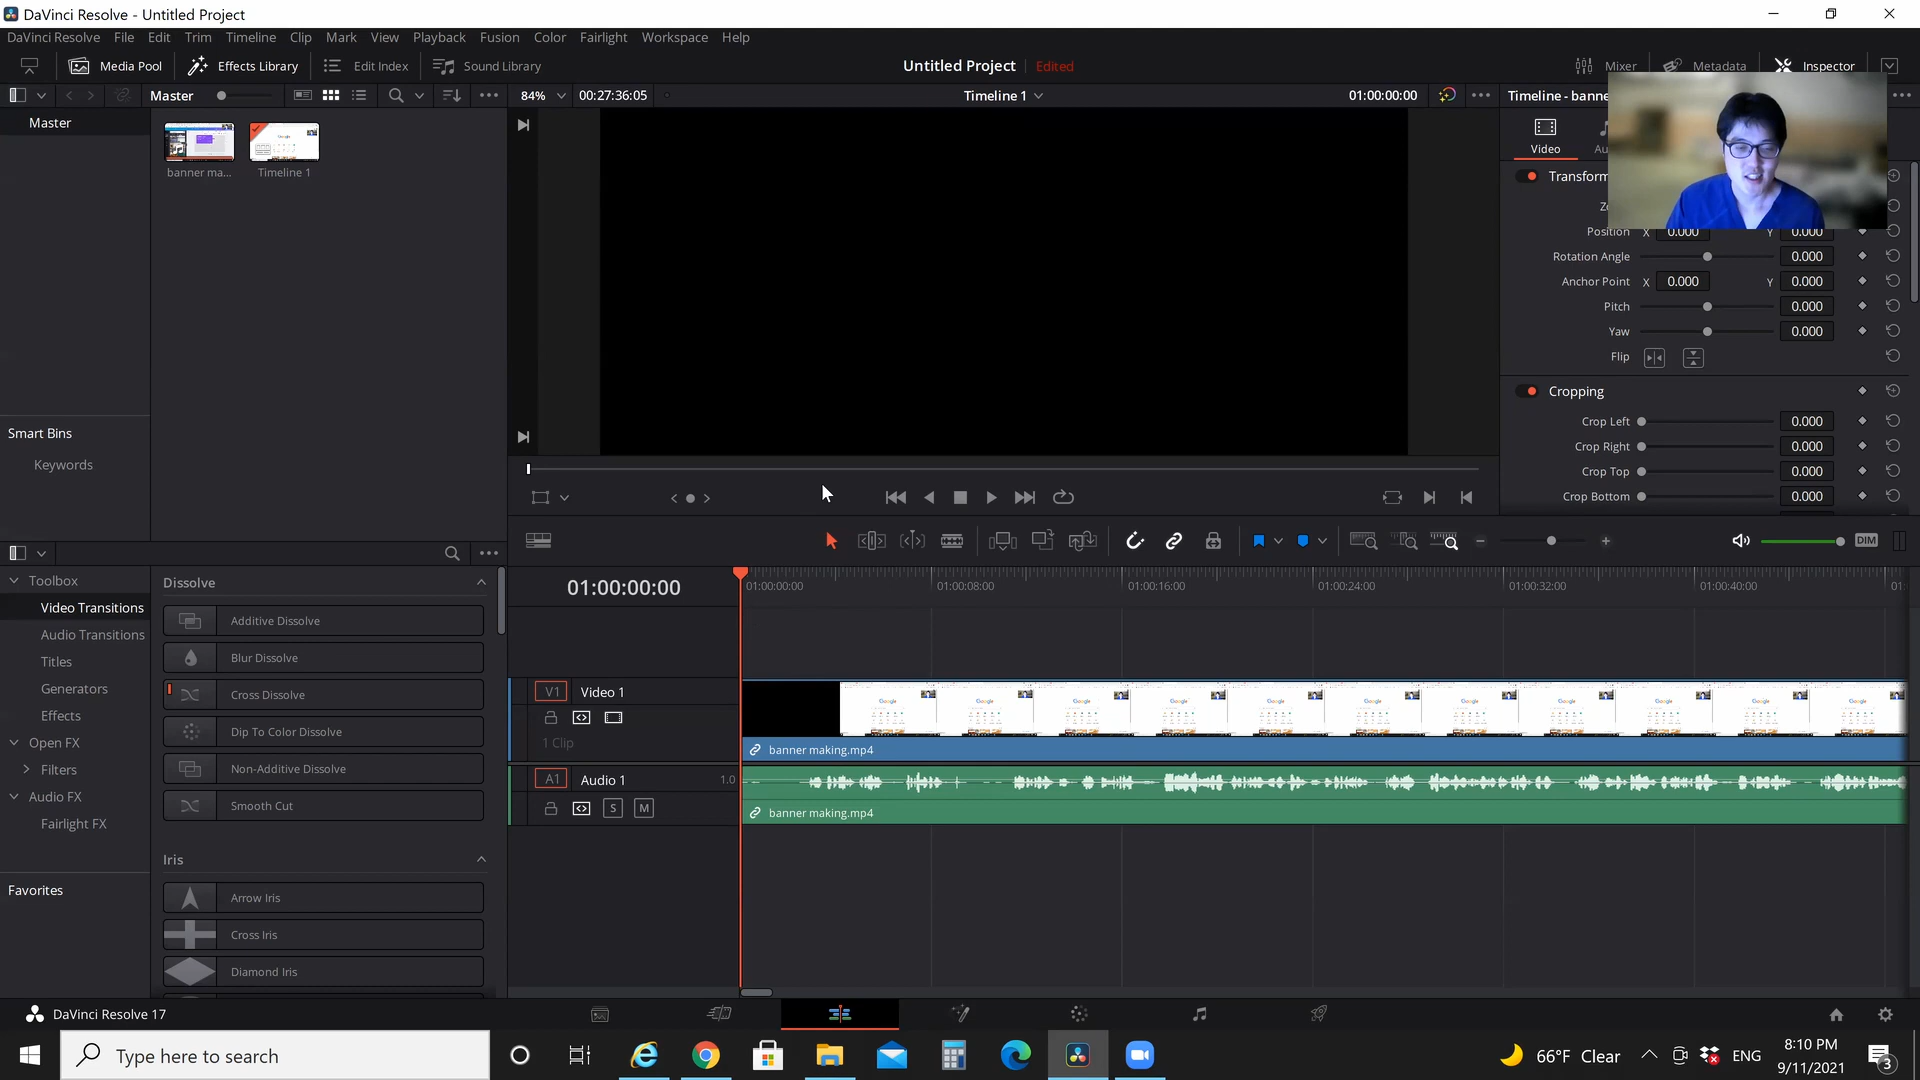 DaVinci Resolve - Untitled Project
DaVinci Resolve File Edit Trim Timeline Clip Mark View Playback Fusion Color Fairlight Workspace Help
Media Pool Effects Library Edit Index Sound Library Untitled Project Edited Mixer Metadata Inspector
Master 84% 00:27:36:05 Timeline 1 01:00:00:00 Timeline - banne
Master
banner ma... Timeline 1
Video
Transform
Position X 0.000 Y 0.000
Rotation Angle 0.000
Anchor Point X 0.000 Y 0.000
Pitch 0.000
Yaw 0.000
Flip
Cropping
Crop Left 0.000
Crop Right 0.000
Crop Top 0.000
Crop Bottom 0.000
Smart Bins
Keywords
DIM
Toolbox
Video Transitions
Audio Transitions
Titles
Generators
Effects
Open FX
Filters
Audio FX
Fairlight FX
Favorites
Dissolve
Additive Dissolve
Blur Dissolve
Cross Dissolve
Dip To Color Dissolve
Non-Additive Dissolve
Smooth Cut
Iris
Arrow Iris
Cross Iris
Diamond Iris
01:00:00:00
01:00:00:00 01:00:08:00 01:00:16:00 01:00:24:00 01:00:32:00 01:00:40:00
V1 Video 1
1 Clip
banner making.mp4
A1 Audio 1 1.0
S M
banner making.mp4
DaVinci Resolve 17
Type here to search
66°F Clear ENG
8:10 PM
9/11/2021
3